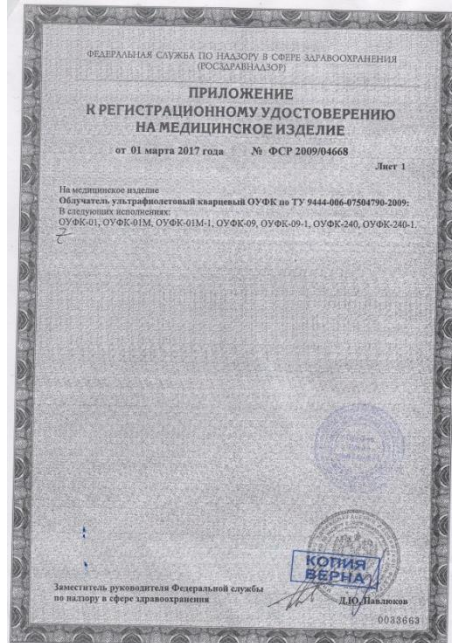 ФЕДЕРАЛЬНАЯ СЛУЖБА ПО НАДЗОРУ В СФЕРЕ ЗДРАВООХРАНЕНИЯ
(РОСЗДРАВНАДЗОР)
ПРИЛОЖЕНИЕ
К РЕГИСТРАЦИОННОМУ УДОСТОВЕРЕНИЮ
НА МЕДИЦИНСКОЕ ИЗДЕЛИЕ
от 01 марта 2017 года № ФСР 2009/04668
Лист 1
На медицинское изделие
Облучатель ультрафиолетовый кварцевый ОУФК по ТУ 9444-006-07504790-2009:
В следующих исполнениях:
ОУФК-01, ОУФК-01М, ОУФК-01М-1, ОУФК-09, ОУФК-09-1, ОУФК-240, ОУФК-240-1.
КОПИЯ
ВЕРНА
Заместитель руководителя Федеральной службы
по надзору в сфере здравоохранения
Д.Ю. Павлюков
0033663